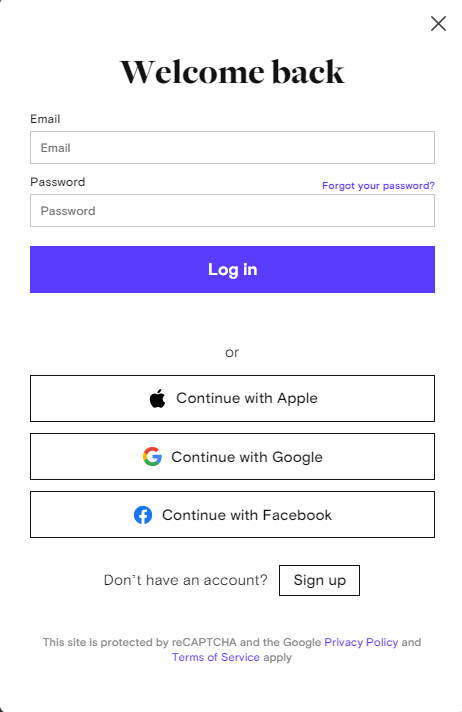 Welcome back
Email
Email
Password
Forgot your password?
Password
Log in
or
Continue with Apple
Continue with Google
Continue with Facebook
Don't have an account?
Sign up
This site is protected by reCAPTCHA and the Google Privacy Policy and
Terms of Service apply